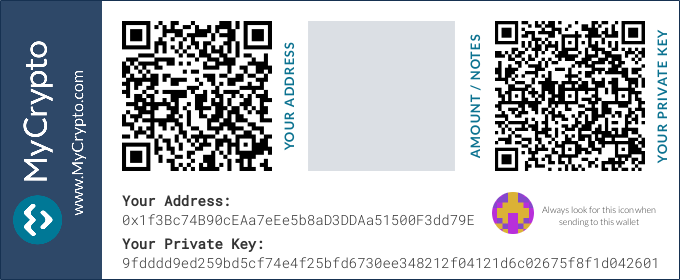 MyCrypto
www.MyCrypto.com
YOUR ADDRESS
AMOUNT / NOTES
YOUR PRIVATE KEY
Your Address:
0x1f3Bc74B90cEAa7eEe5b8aD3DDAa51500F3dd79E
Always look for this icon when
sending to this wallet
Your Private Key:
9fdddd9ed259bd5cf74e4f25bfd6730ee348212f04121d6c02675f8f1d042601